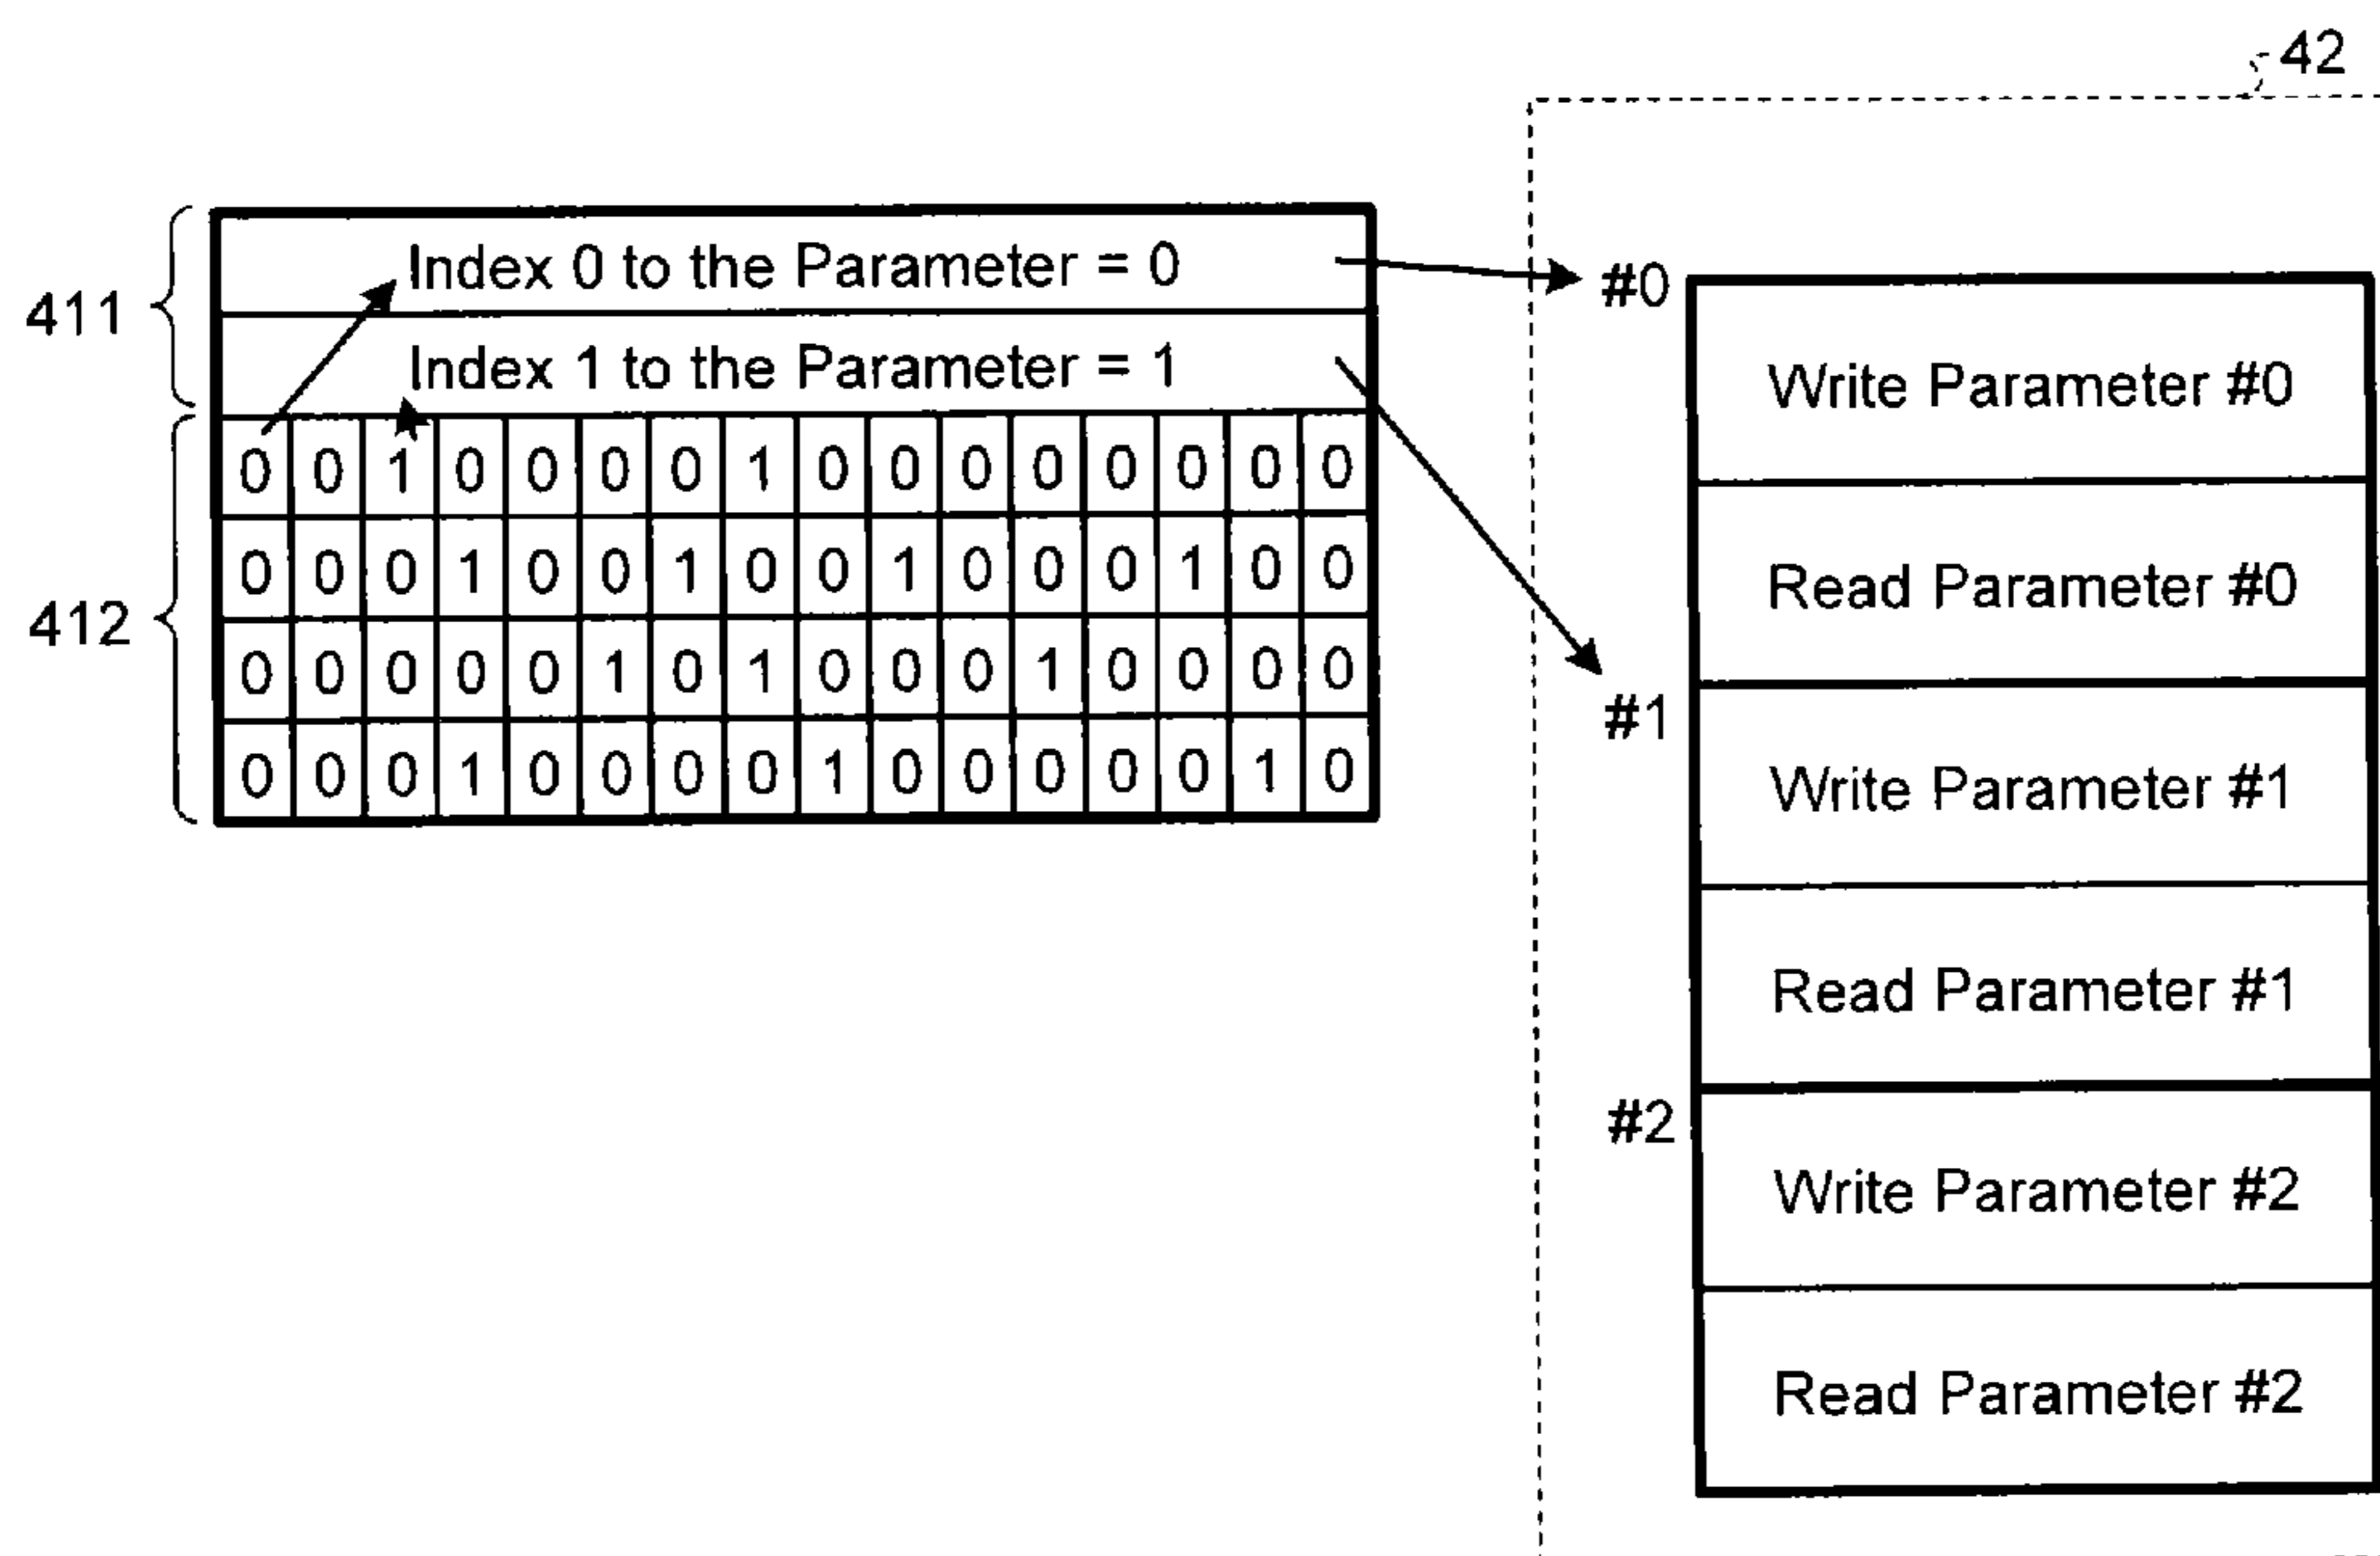 42
411
Index 0 to the Parameter = 0
Index 1 to the Parameter = 1
412
0 0 1 0 0 0 0 1 0 0 0 0 0 0 0 0
0 0 0 1 0 0 1 0 0 1 0 0 0 1 0 0
0 0 0 0 0 1 0 1 0 0 0 1 0 0 0 0
0 0 0 1 0 0 0 0 1 0 0 0 0 0 1 0
#0
Write Parameter #0
Read Parameter #0
#1
Write Parameter #1
Read Parameter #1
#2
Write Parameter #2
Read Parameter #2